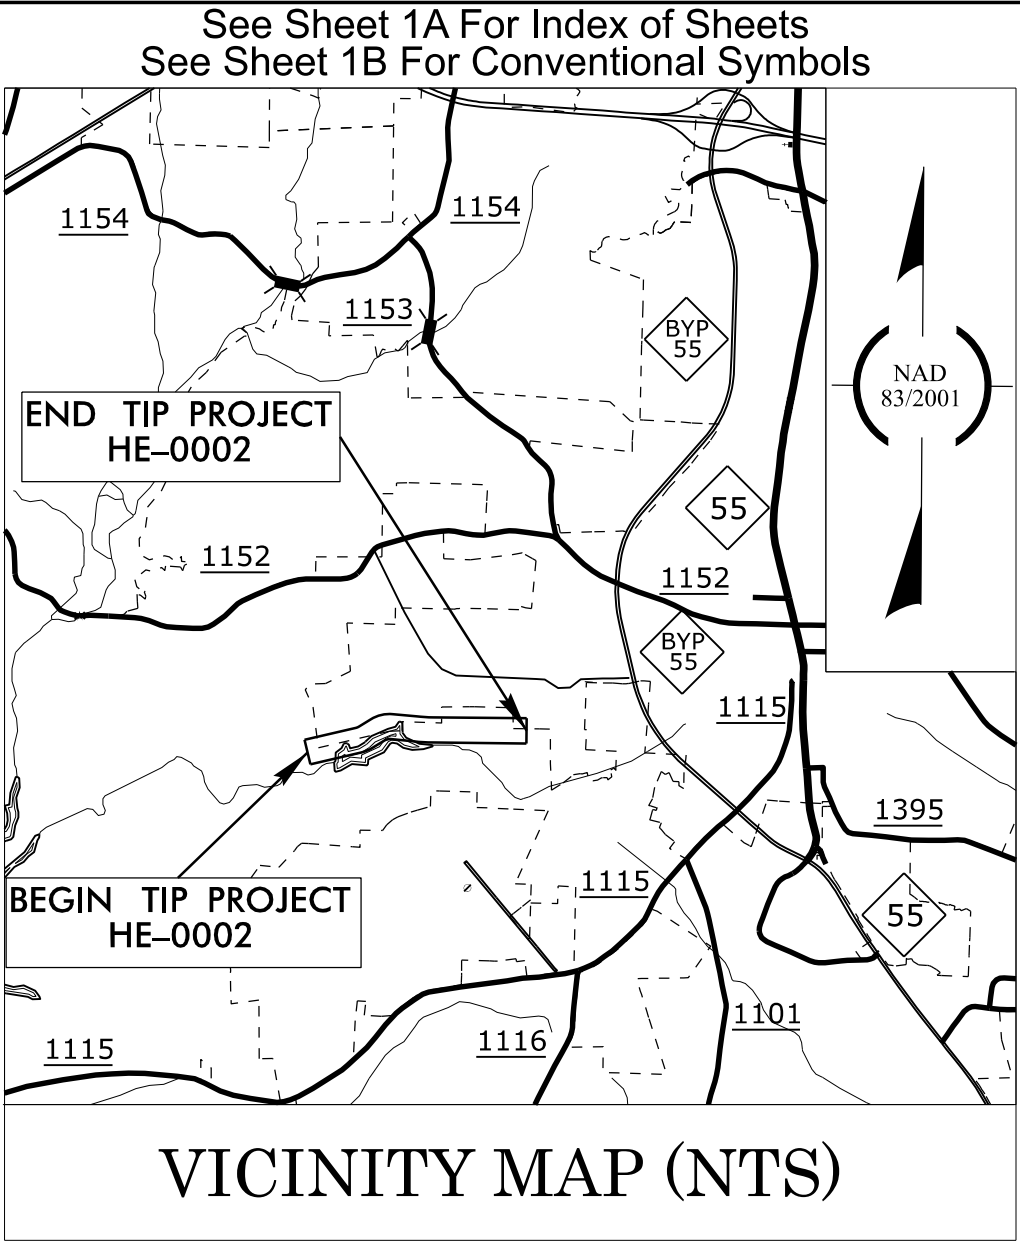 See Sheet 1A For Index of Sheets
See Sheet 1B For Conventional Symbols
1154
1154
1153
BYP
55
NAD
83/2001
END TIP PROJECT
HE–0002
55
1152
1152
BYP
55
1115
1395
BEGIN TIP PROJECT
HE–0002
1115
55
1101
1116
1115
VICINITY MAP (NTS)